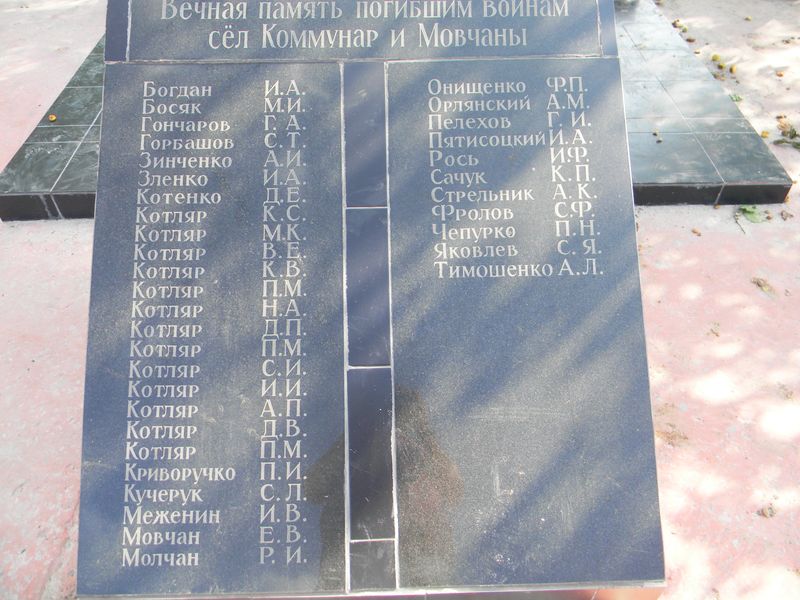 Вечная память погибшим воинам
сёл Коммунар и Мовчаны
Богдан И.А.
Босяк М.И.
Гончаров Г.А.
Горбашов С.Т.
Зинченко А.И.
Зленко И.А.
Котенко Д.Е.
Котляр К.С.
Котляр М.К.
Котляр В.Е.
Котляр К.В.
Котляр П.М.
Котляр Н.А.
Котляр Д.П.
Котляр П.М.
Котляр С.И.
Котляр И.И.
Котляр А.П.
Котляр Д.В.
Котляр П.М.
Криворучко П.И.
Кучерук С.Л.
Меженин И.В.
Мовчан Е.В.
Молчан Р.И.
Онищенко Ф.П.
Орлянский А.М.
Пелехов Г.И.
Пятисоцкий И.А.
Рось И.Ф.
Сачук К.П.
Стрельник А.К.
Фролов С.Ф.
Чепурко П.Н.
Яковлев С.Я.
Тимошенко А.Л.